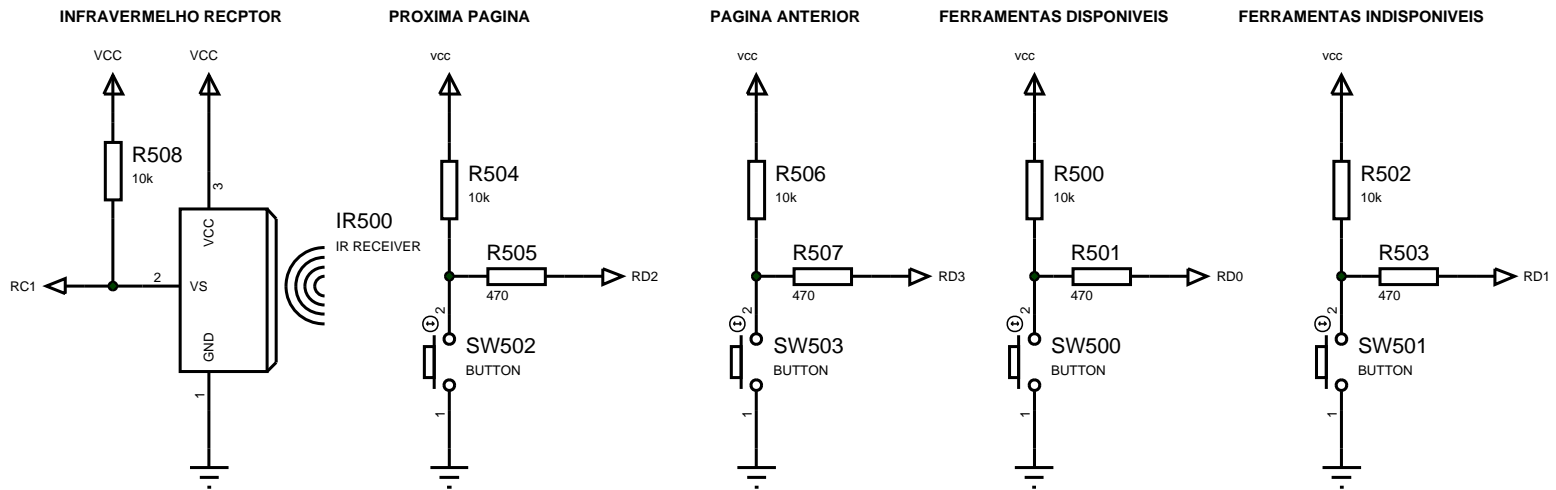 INFRAVERMELHO RECPTOR
VCC
VCC
R508
10k
3
VCC
IR500
IR RECEIVER
RC1
2
VS
GND
1
PROXIMA PAGINA
vcc
R504
10k
R505
470
RD2
2
SW502
BUTTON
1
PAGINA ANTERIOR
vcc
R506
10k
R507
470
RD3
2
SW503
BUTTON
1
FERRAMENTAS DISPONIVEIS
vcc
R500
10k
R501
470
RD0
2
SW500
BUTTON
1
FERRAMENTAS INDISPONIVEIS
vcc
R502
10k
R503
470
RD1
2
SW501
BUTTON
1